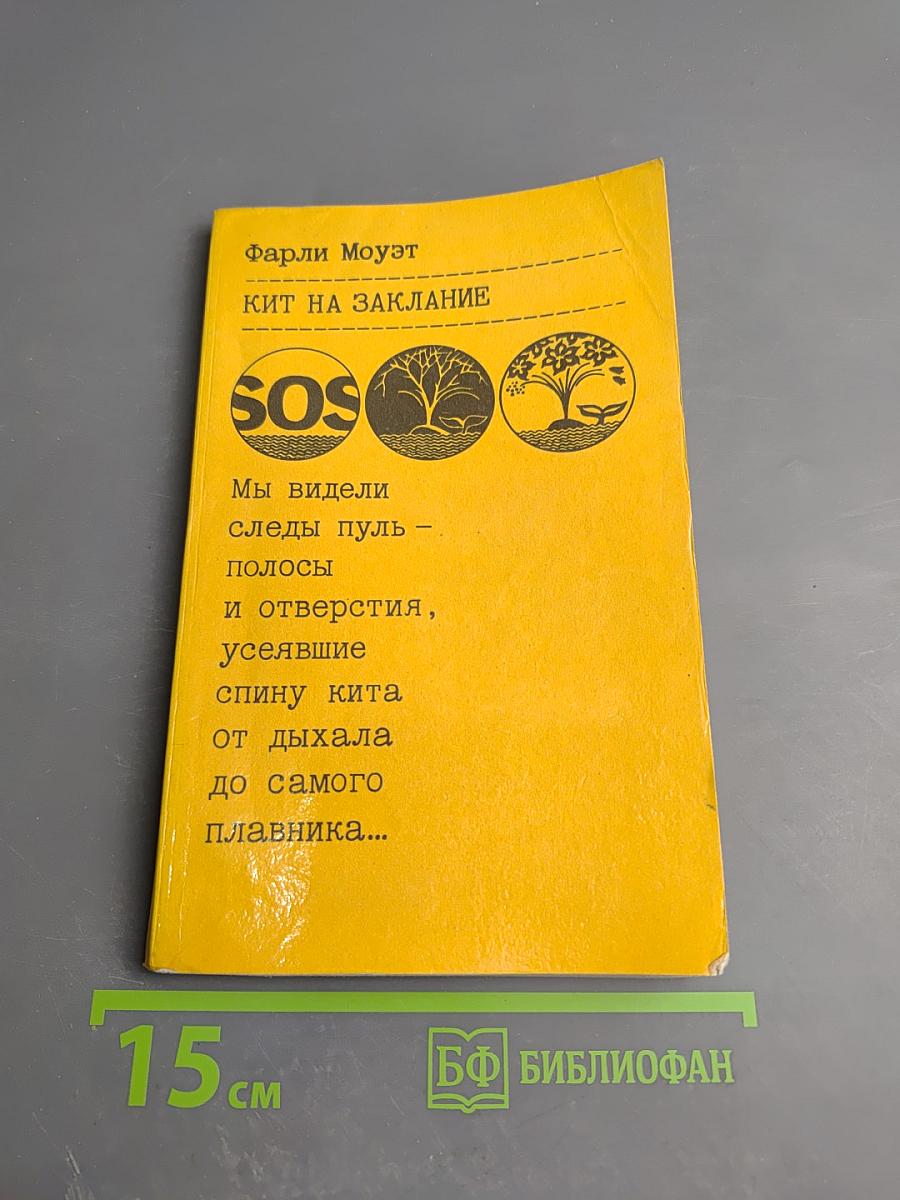 Фарли Моуэт
КИТ НА ЗАКЛАНИЕ
SOS
Мы видели
следы пуль –
полосы
и отверстия,
усеявшие
спину кита
от дыхала
до самого
плавника...
15 см
БФ БИБЛИОФАН